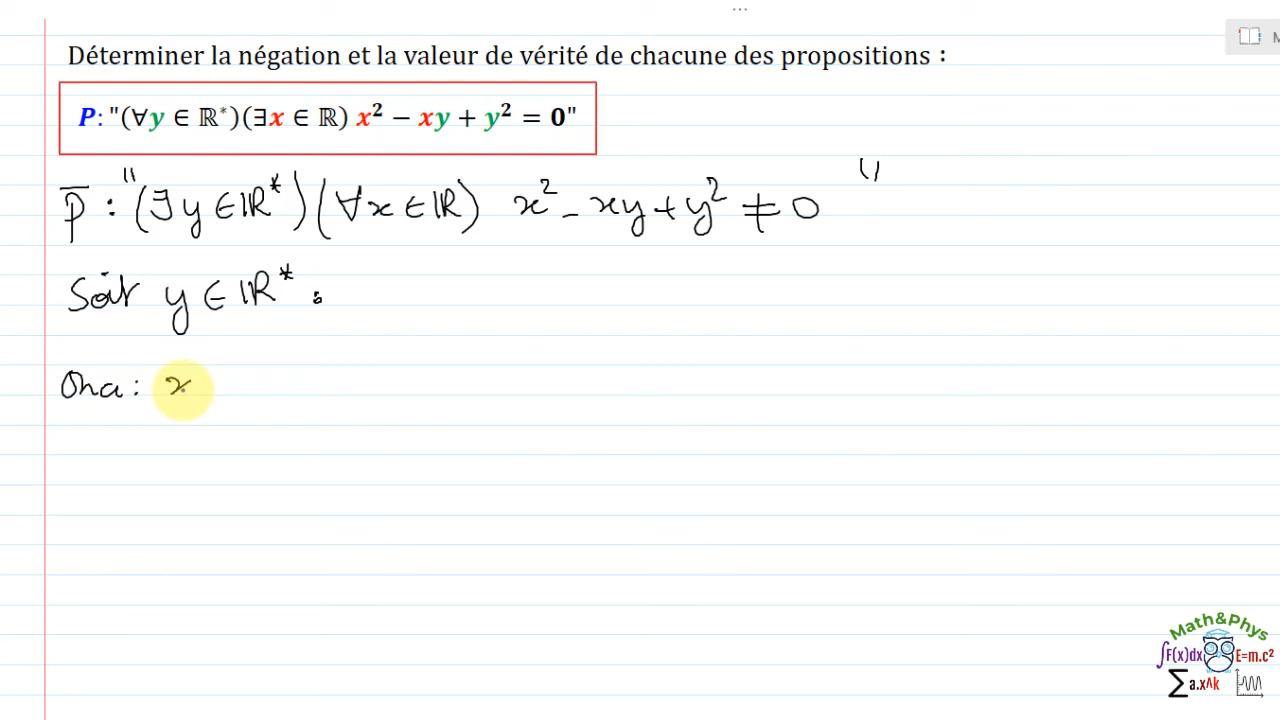 Déterminer la négation et la valeur de vérité de chacune des propositions :
P: "(∀y ∈ ℝ*)(∃x ∈ ℝ) x² − xy + y² = 0"
P̅ : "(∃y ∈ ℝ*)(∀x ∈ ℝ) x² - xy + y² ≠ 0"
Soit y ∈ ℝ* :
On a : x
Math&Phys
∫F(x)dx E=m.c²
∑ a.x^k